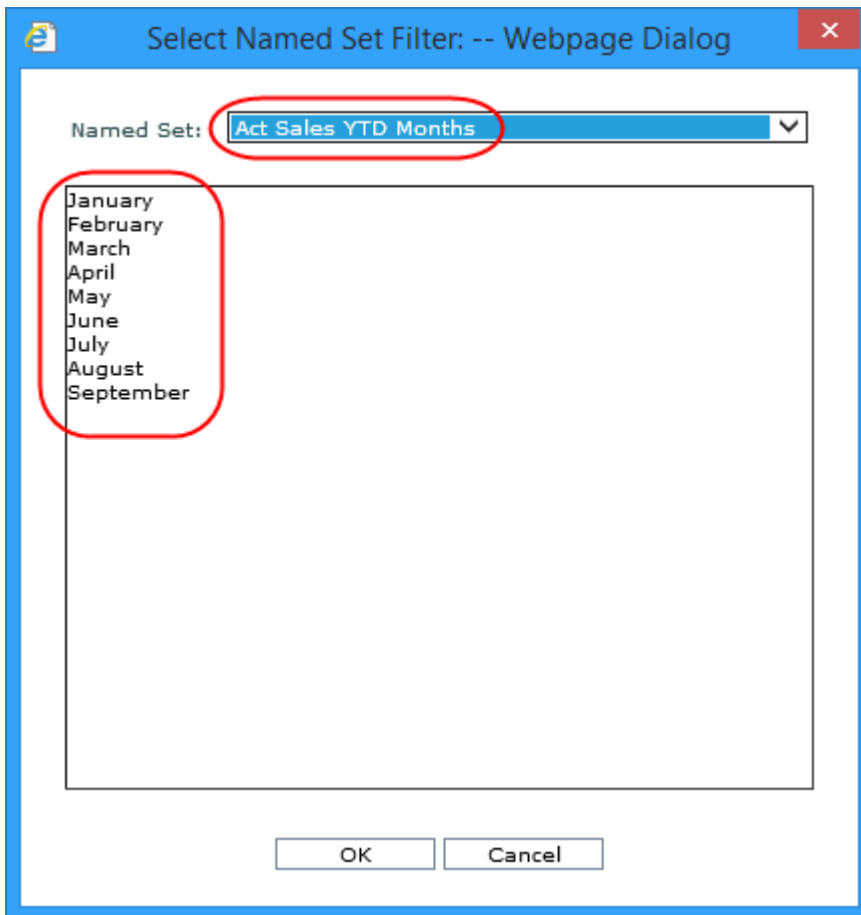 Select Named Set Filter: -- Webpage Dialog
Named Set: Act Sales YTD Months
January
February
March
April
May
June
July
August
September
OK Cancel